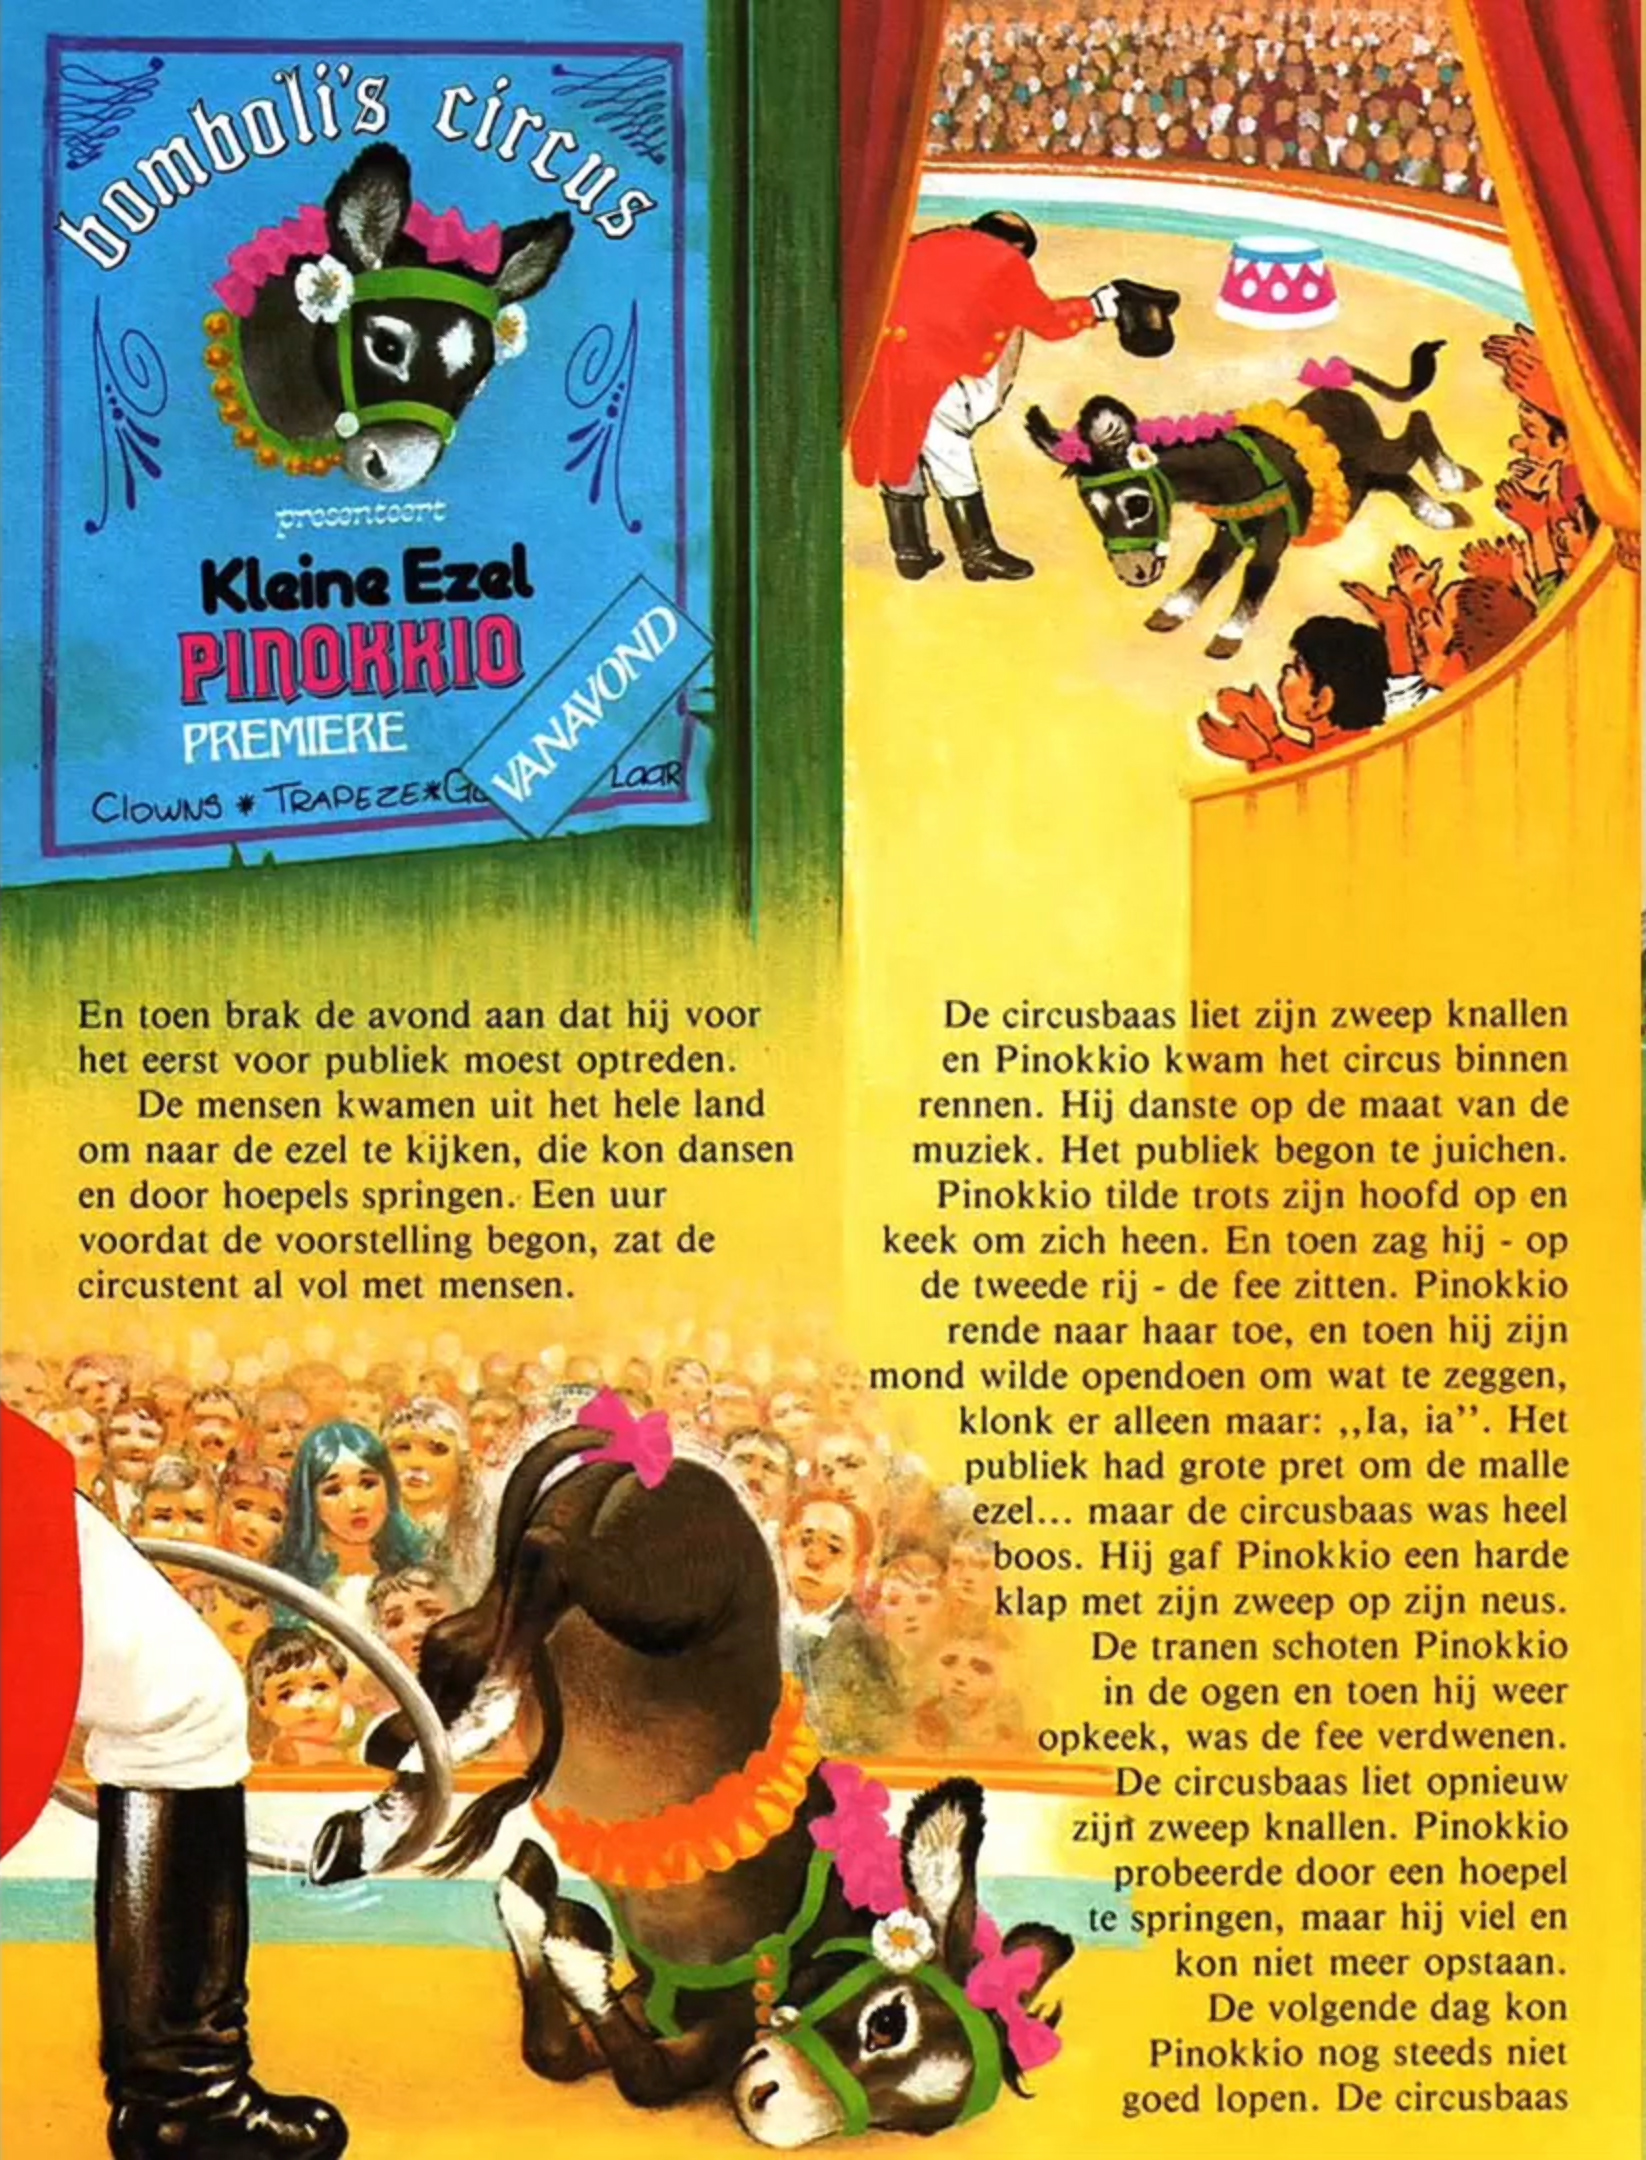 bomboli's circus
presenteert
Kleine Ezel
PINOKKIO
PREMIERE
VANAVOND
Clowns * TRAPEZE *
En toen brak de avond aan dat hij voor
het eerst voor publiek moest optreden.
De mensen kwamen uit het hele land
om naar de ezel te kijken, die kon dansen
en door hoepels springen. Een uur
voordat de voorstelling begon, zat de
circustent al vol met mensen.
De circusbaas liet zijn zweep knallen
en Pinokkio kwam het circus binnen
rennen. Hij danste op de maat van de
muziek. Het publiek begon te juichen.
Pinokkio tilde trots zijn hoofd op en
keek om zich heen. En toen zag hij - op
de tweede rij - de fee zitten. Pinokkio
rende naar haar toe, en toen hij zijn
mond wilde opendoen om wat te zeggen,
klonk er alleen maar: ,,Ia, ia”. Het
publiek had grote pret om de malle
ezel... maar de circusbaas was heel
boos. Hij gaf Pinokkio een harde
klap met zijn zweep op zijn neus.
De tranen schoten Pinokkio
in de ogen en toen hij weer
opkeek, was de fee verdwenen.
De circusbaas liet opnieuw
zijn zweep knallen. Pinokkio
probeerde door een hoepel
te springen, maar hij viel en
kon niet meer opstaan.
De volgende dag kon
Pinokkio nog steeds niet
goed lopen. De circusbaas